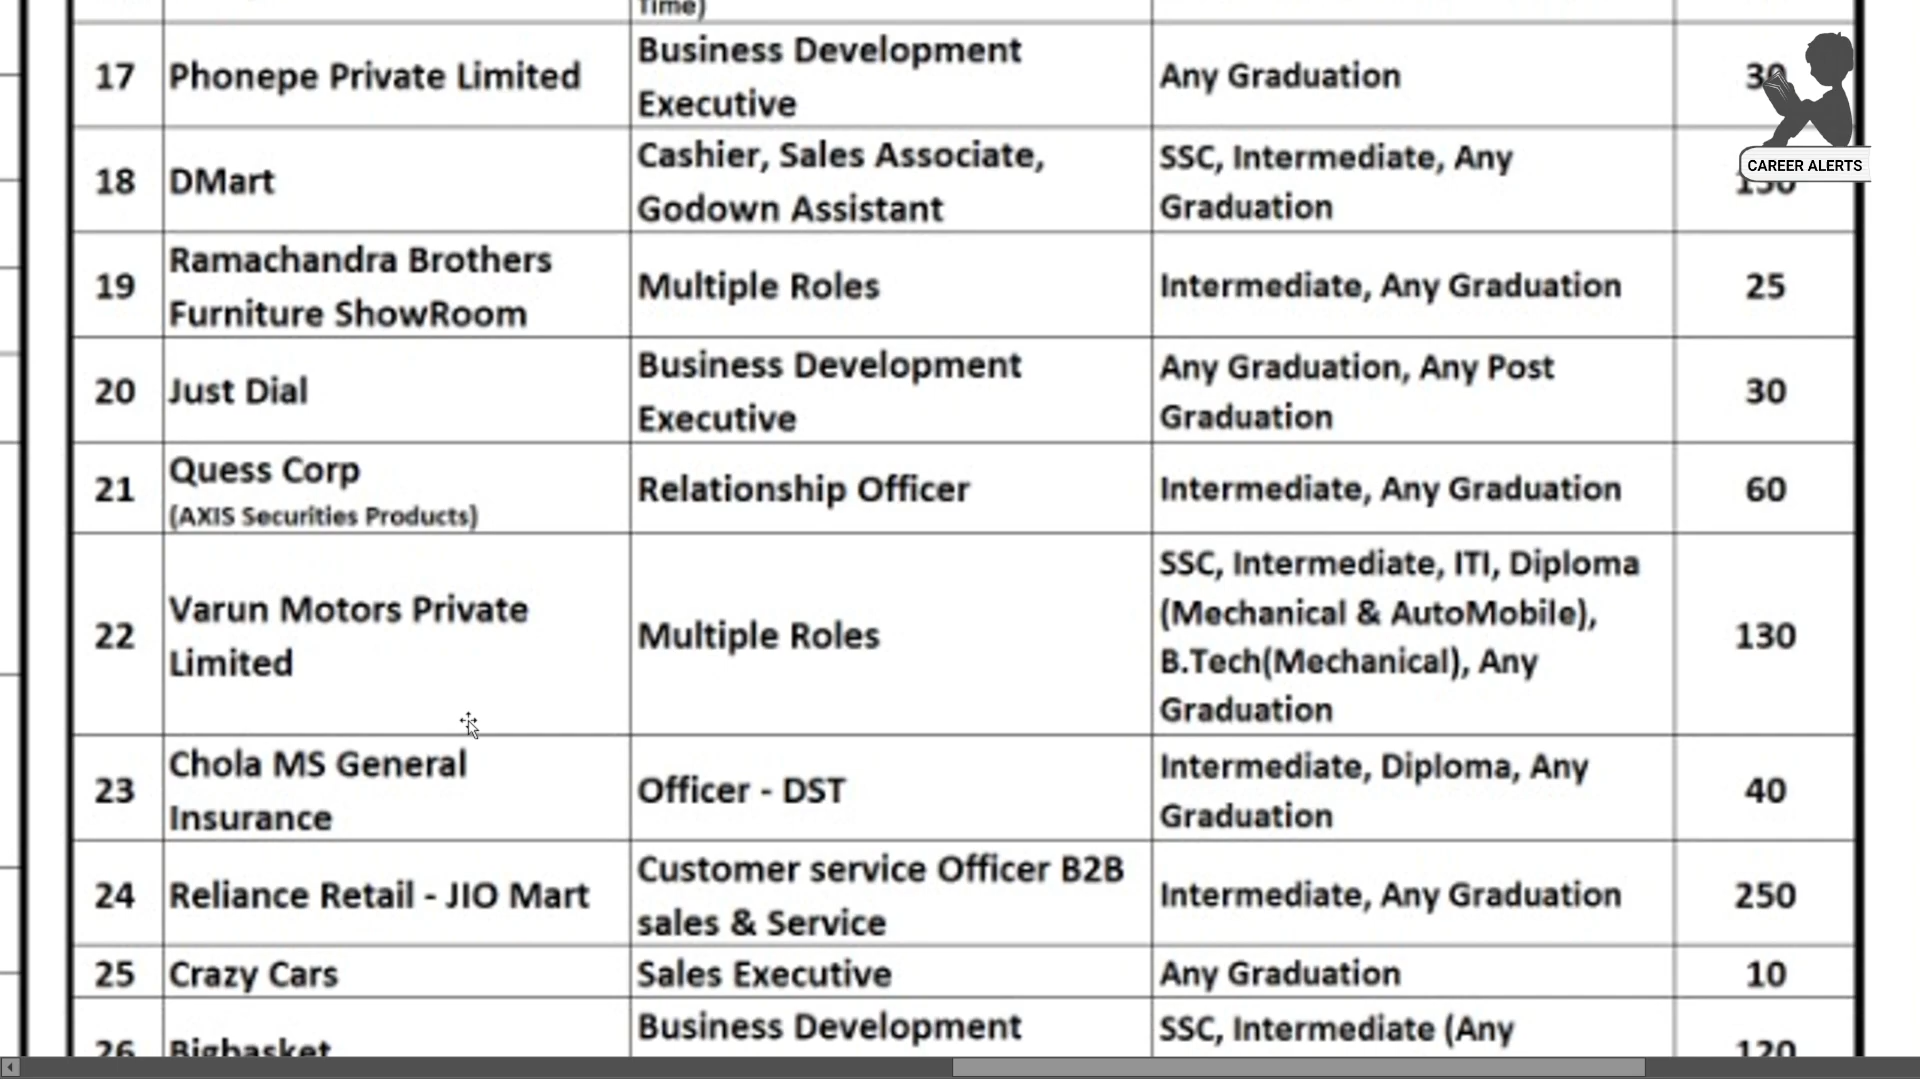 Time)
17 Phonepe Private Limited Business Development Executive Any Graduation 30
18 DMart Cashier, Sales Associate, Godown Assistant SSC, Intermediate, Any Graduation
19 Ramachandra Brothers Furniture ShowRoom Multiple Roles Intermediate, Any Graduation 25
20 Just Dial Business Development Executive Any Graduation, Any Post Graduation 30
21 Quess Corp (AXIS Securities Products) Relationship Officer Intermediate, Any Graduation 60
22 Varun Motors Private Limited Multiple Roles SSC, Intermediate, ITI, Diploma (Mechanical & AutoMobile), B.Tech(Mechanical), Any Graduation 130
23 Chola MS General Insurance Officer - DST Intermediate, Diploma, Any Graduation 40
24 Reliance Retail - JIO Mart Customer service Officer B2B sales & Service Intermediate, Any Graduation 250
25 Crazy Cars Sales Executive Any Graduation 10
26 Bigbasket Business Development SSC, Intermediate (Any 120
CAREER ALERTS